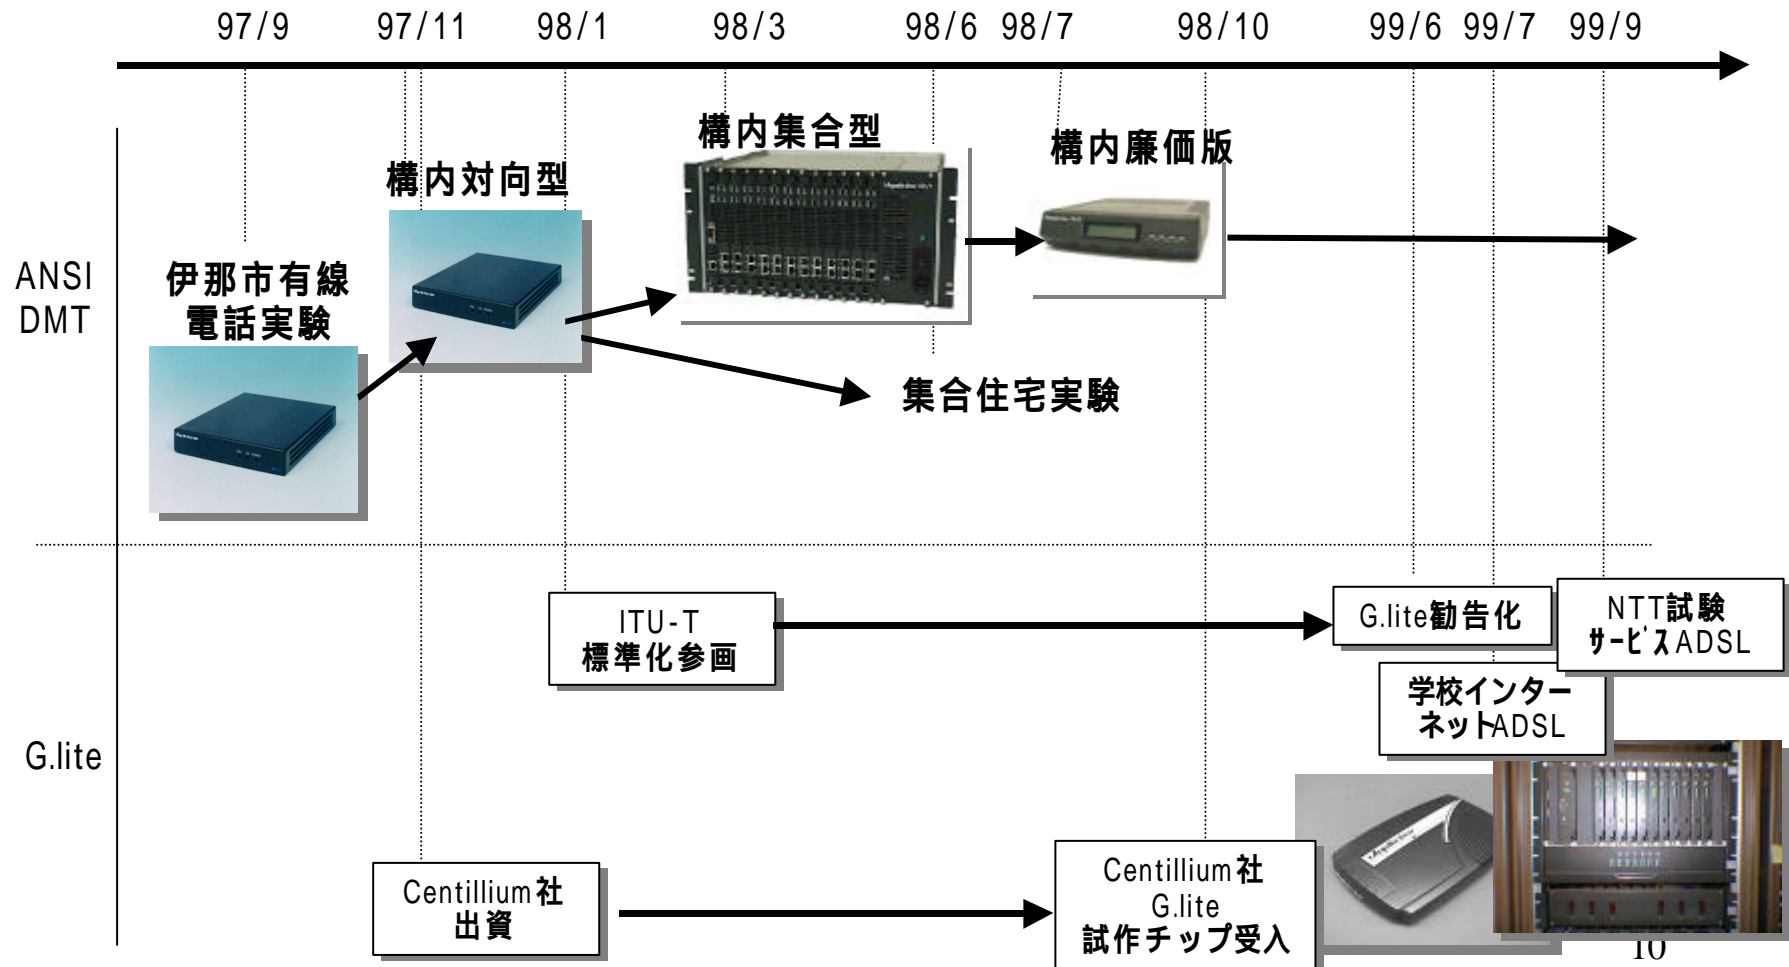 97/9 97/11 98/1 98/3 98/6 98/7 98/10 99/6 99/7 99/9
ANSI
DMT
伊那市有線
電話実験
構内対向型
構内集合型
構内廉価版
集合住宅実験
G.lite
ITU-T
標準化参画
G.lite勧告化
NTT試験
サービスADSL
学校インター
ネットADSL
Centillium社
出資
Centillium社
G.lite
試作チップ受入
10